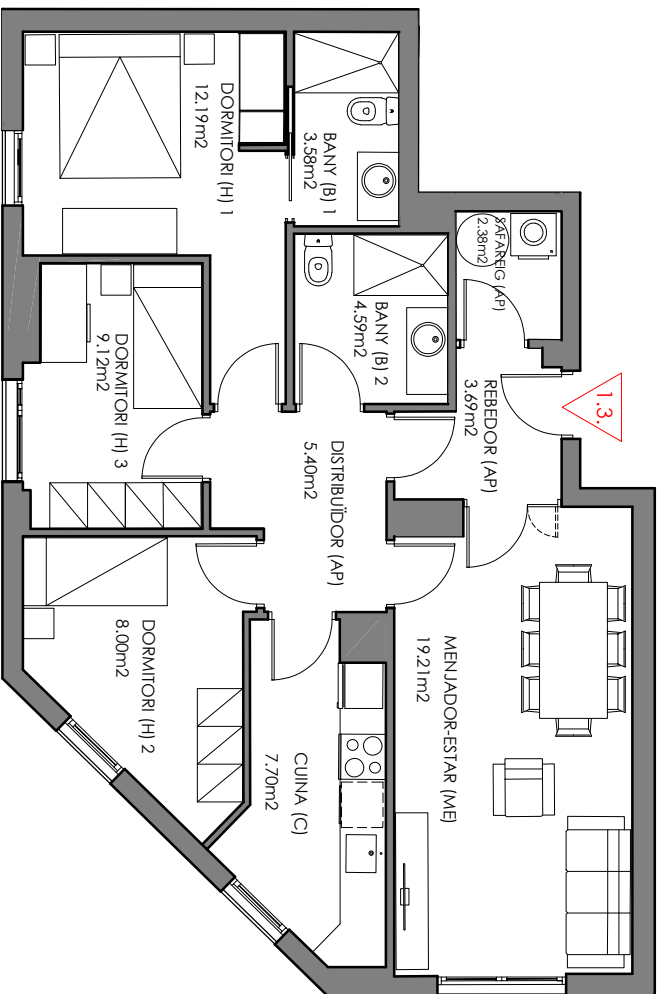 DORMITORI (H) 1
12.19m2
BANY (B) 1
3.58m2
SAFAREIG (AP)
2.38m2
BANY (B) 2
4.59m2
DORMITORI (H) 3
9.12m2
REBEDOR (AP)
3.69m2
1.3.
DISTRIBUÏDOR (AP)
5.40m2
DORMITORI (H) 2
8.00m2
CUINA (C)
7.70m2
MENJADOR-ESTAR (ME)
19.21m2